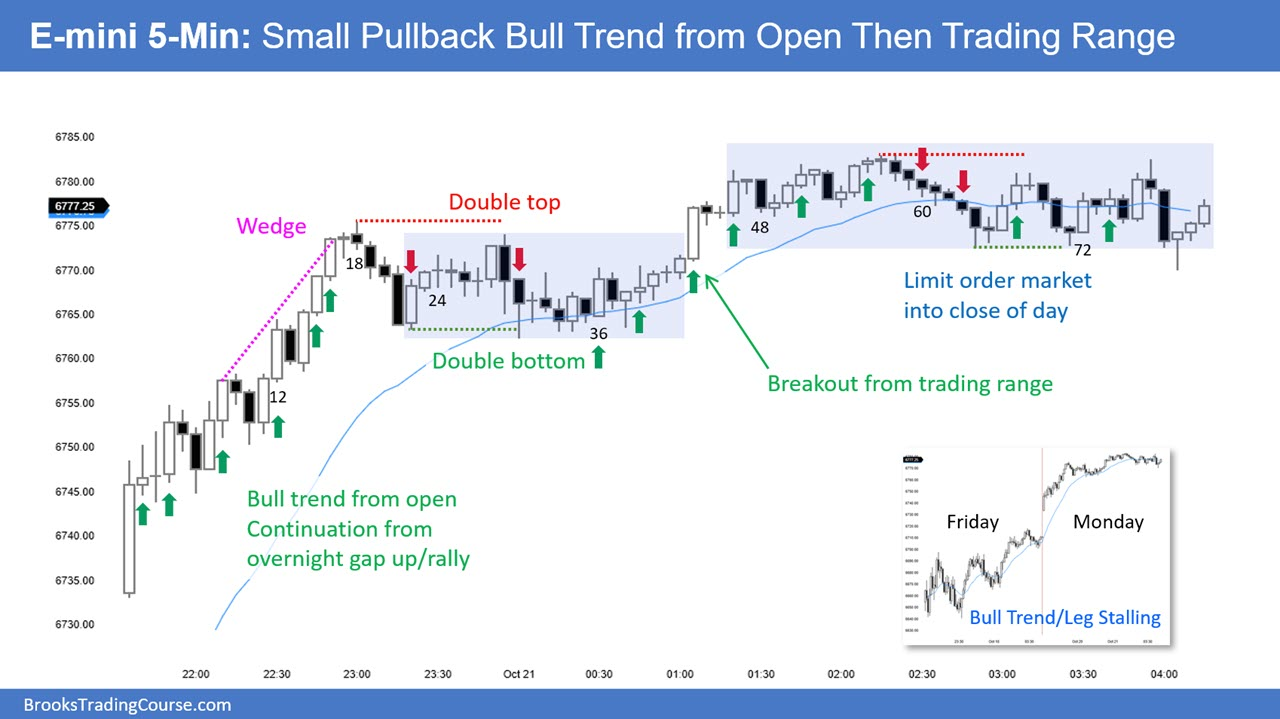 E-mini 5-Min: Small Pullback Bull Trend from Open Then Trading Range
6785.00
6780.00
6777.25
6775.00
6770.00
6765.00
6760.00
6755.00
6750.00
6745.00
6740.00
6735.00
6730.00
Wedge
Double top
18
24
12
36
48
60
72
Double bottom
Limit order market
into close of day
Breakout from trading range
Bull trend from open
Continuation from
overnight gap up/rally
Friday
Monday
Bull Trend/Leg Stalling
22:00
22:30
23:00
23:30
Oct 21
00:30
01:00
01:30
02:00
02:30
03:00
03:30
04:00
BrooksTradingCourse.com